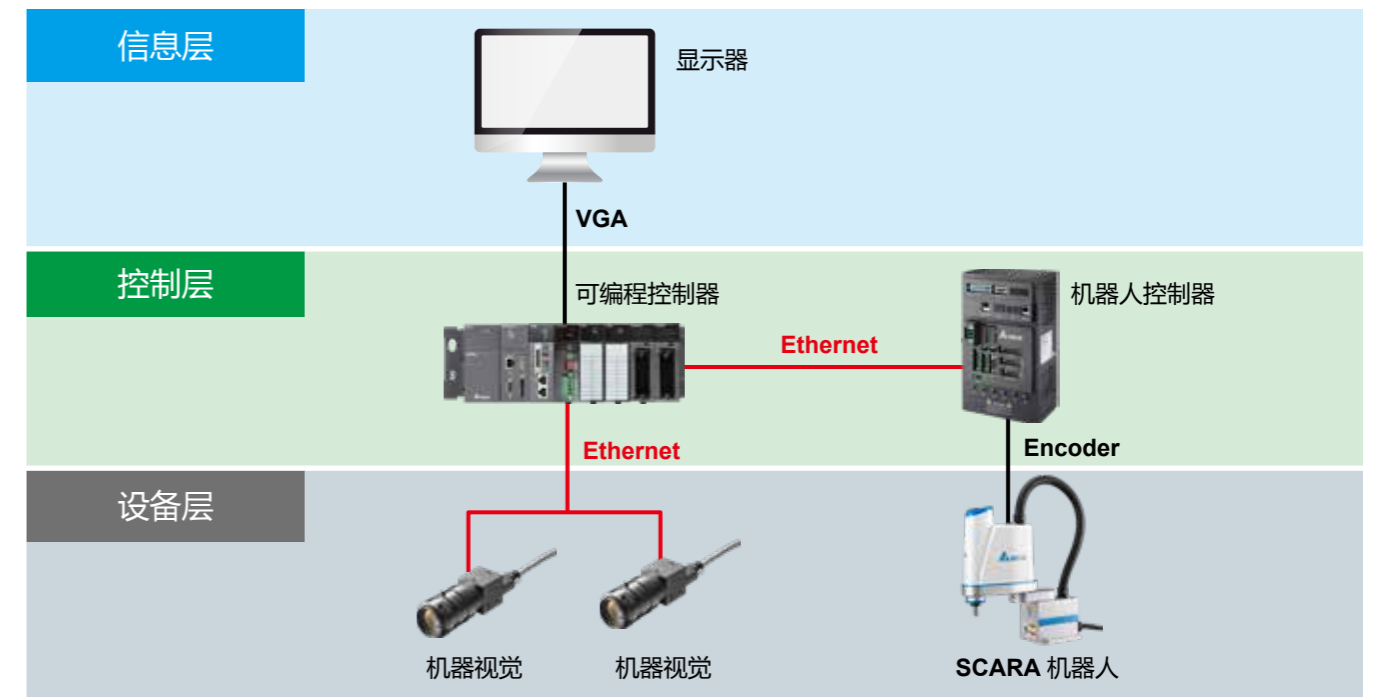 信息层
显示器
VGA
控制层
可编程控制器
机器人控制器
Ethernet
Ethernet
Encoder
设备层
机器视觉
机器视觉
SCARA 机器人